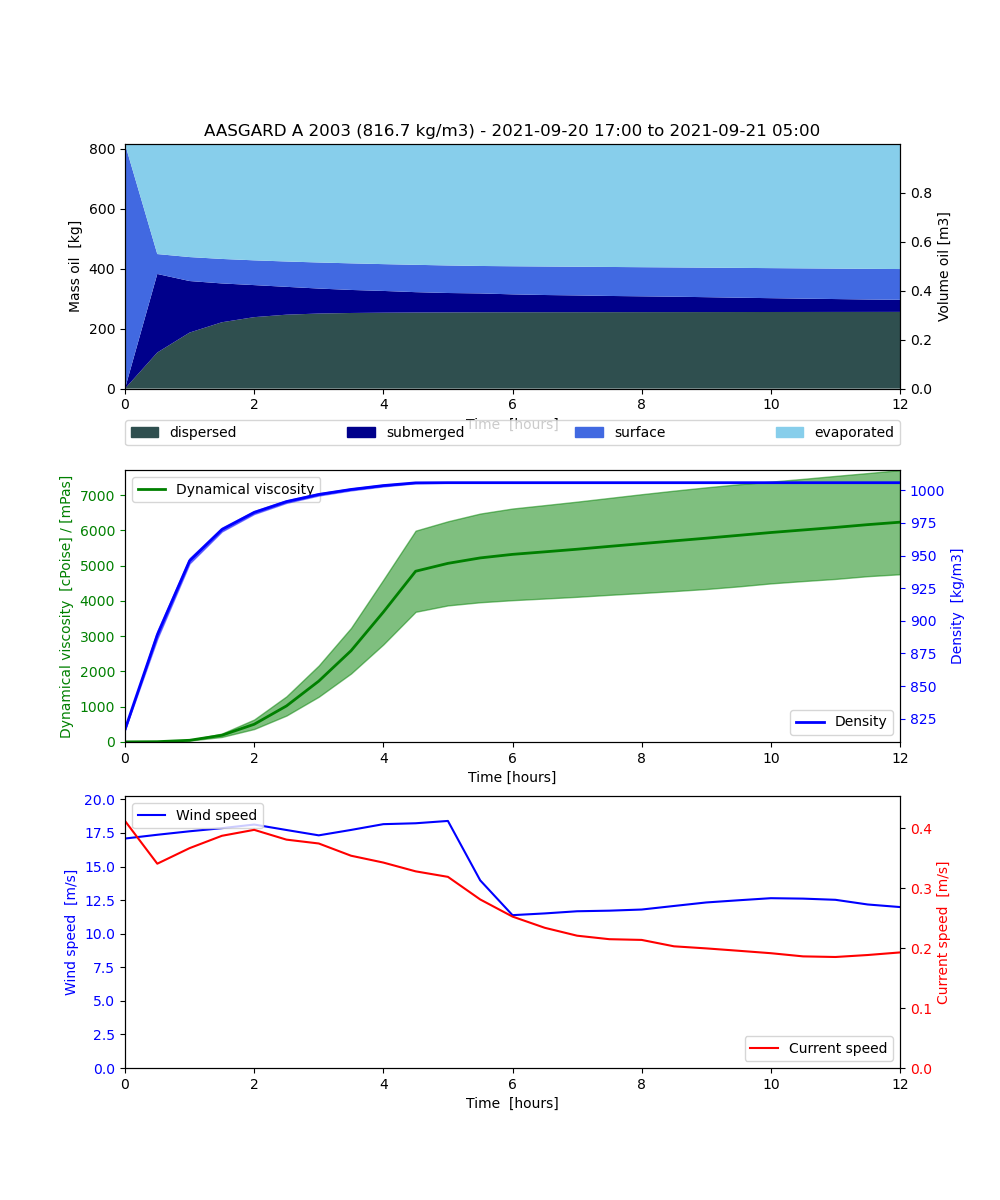 AASGARD A 2003 (816.7 kg/m3) - 2021-09-20 17:00 to 2021-09-21 05:00
Mass oil [kg]
800
600
400
200
0
Volume oil [m3]
0.8
0.6
0.4
0.2
0.0
0 2 4 6 8 10 12
Time [hours]
dispersed submerged surface evaporated
Dynamical viscosity [cPoise] / [mPas]
7000
6000
5000
4000
3000
2000
1000
0
Dynamical viscosity
Density [kg/m3]
1000
975
950
925
900
875
850
825
Density
0 2 4 6 8 10 12
Time [hours]
Wind speed [m/s]
20.0
17.5
15.0
12.5
10.0
7.5
5.0
2.5
0.0
Wind speed
Current speed [m/s]
0.4
0.3
0.2
0.1
0.0
Current speed
0 2 4 6 8 10 12
Time [hours]